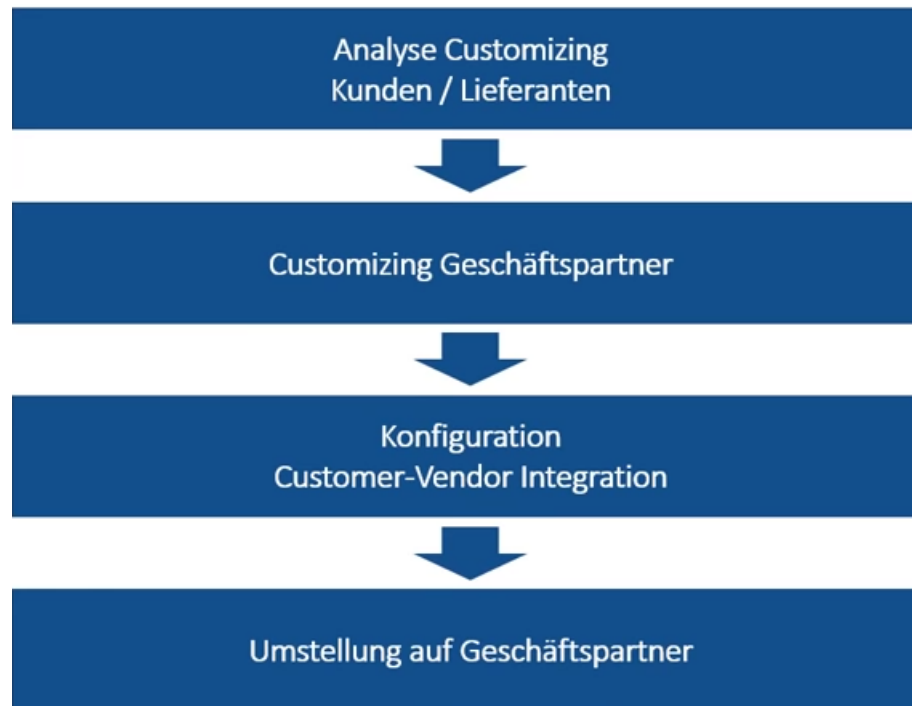 Analyse Customizing
Kunden / Lieferanten
Customizing Geschäftspartner
Konfiguration
Customer-Vendor Integration
Umstellung auf Geschäftspartner